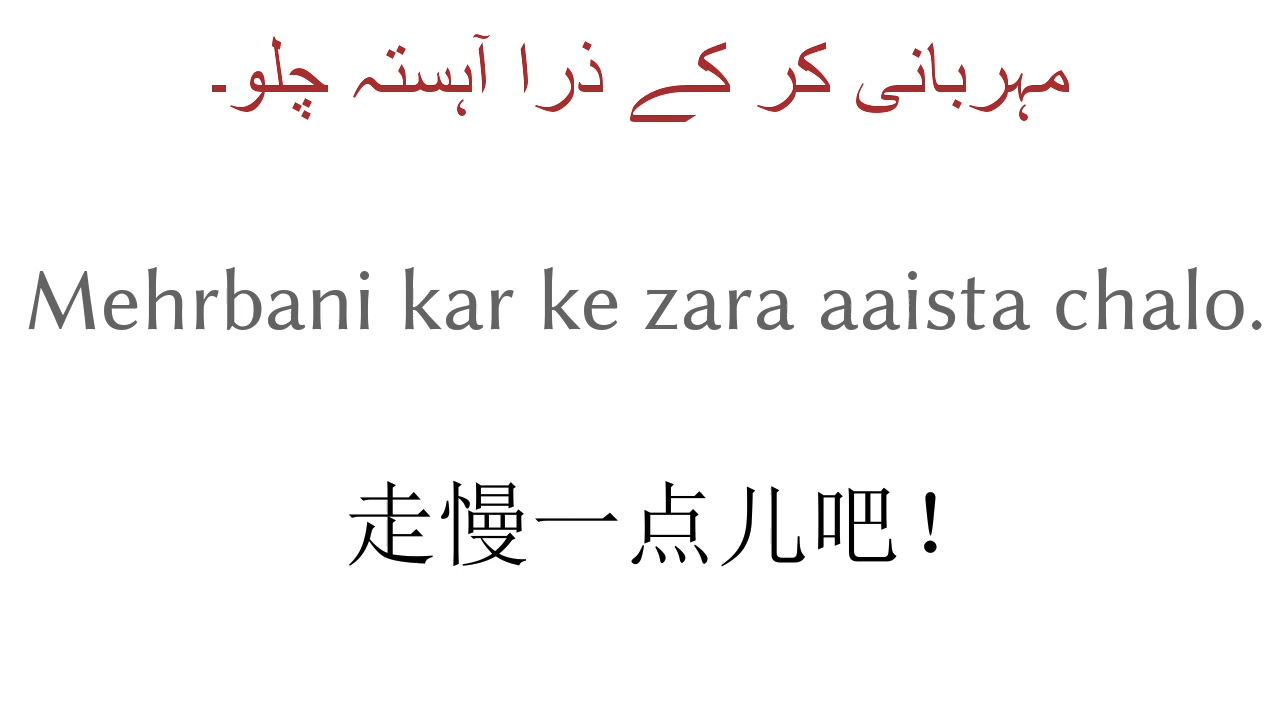 مہربانی کر کے ذرا آہستہ چلو۔
Mehrbani kar ke zara aaista chalo.
走慢一点儿吧！